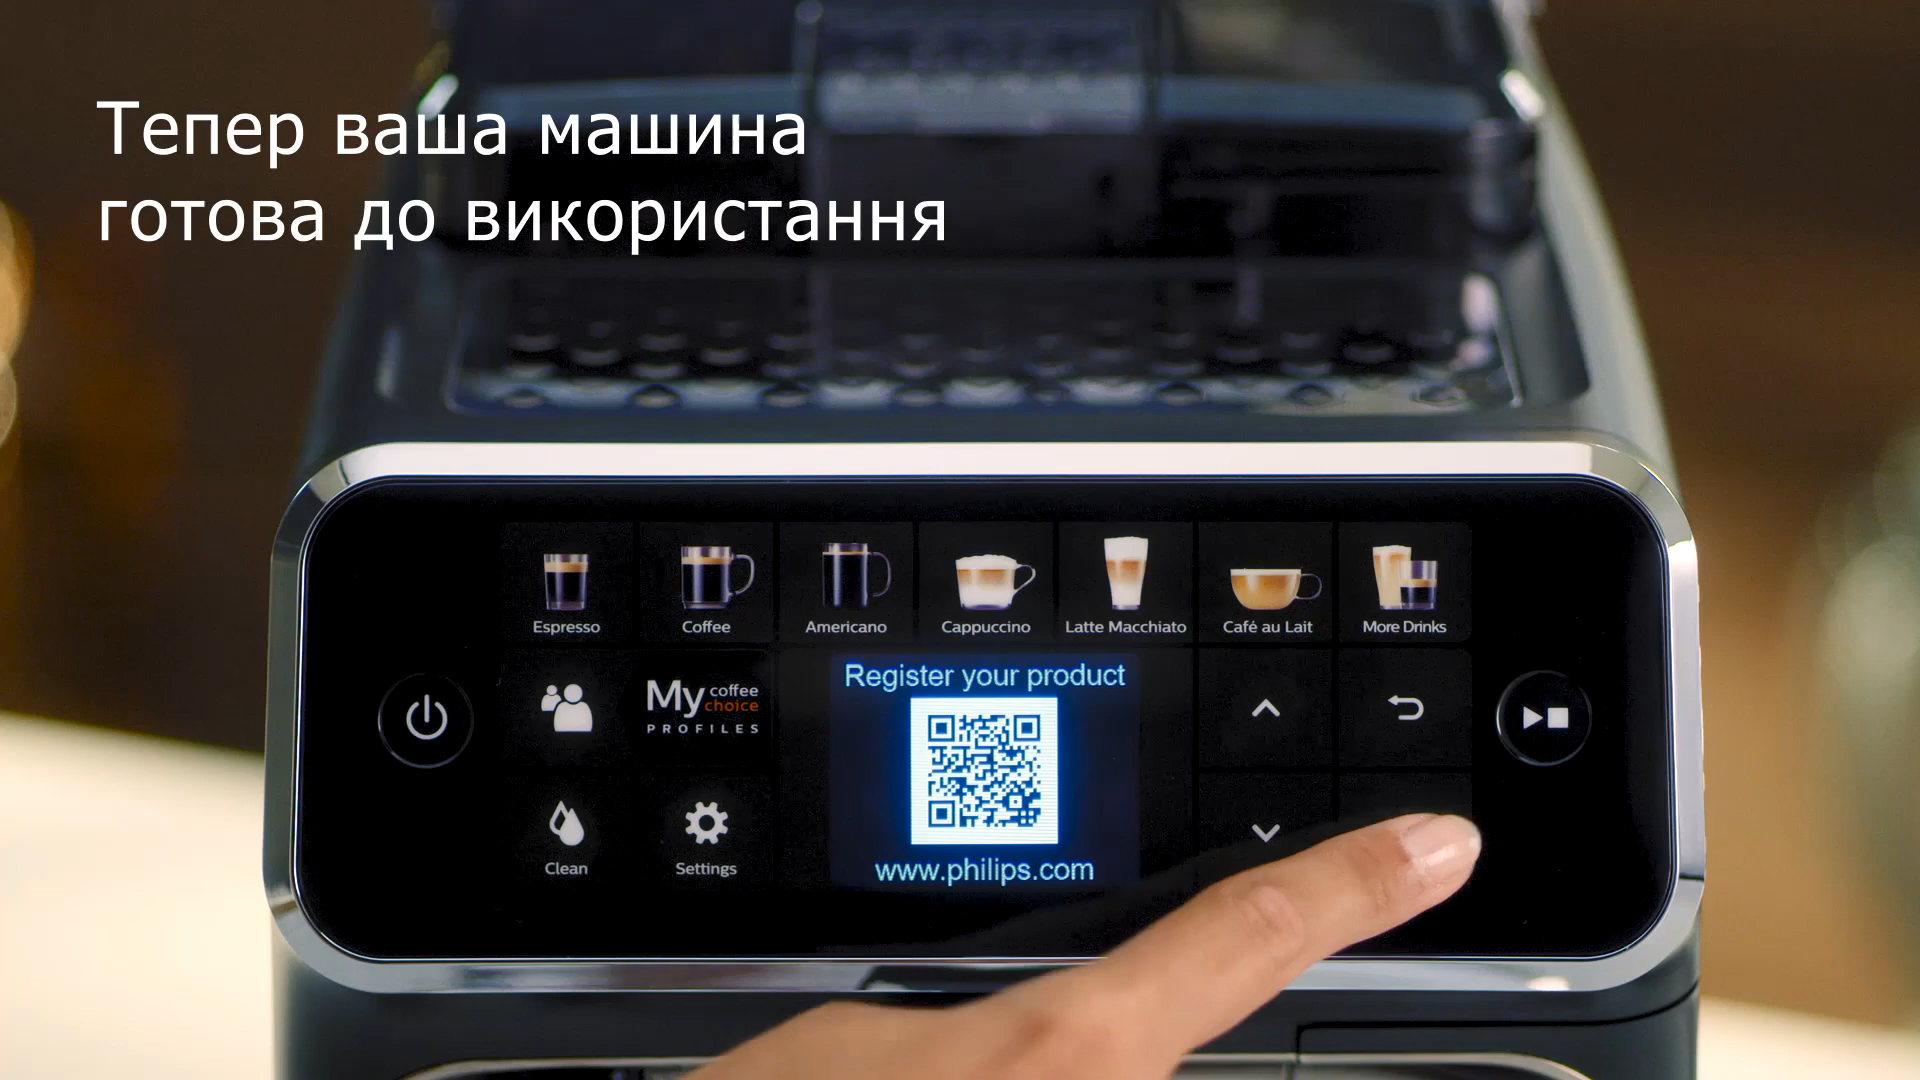 Тепер ваша машина
готова до використання
Espresso
Coffee
Americano
Cappuccino
Latte Macchiato
Café au Lait
More Drinks
My coffee choice
PROFILES
Register your product
www.philips.com
Clean
Settings